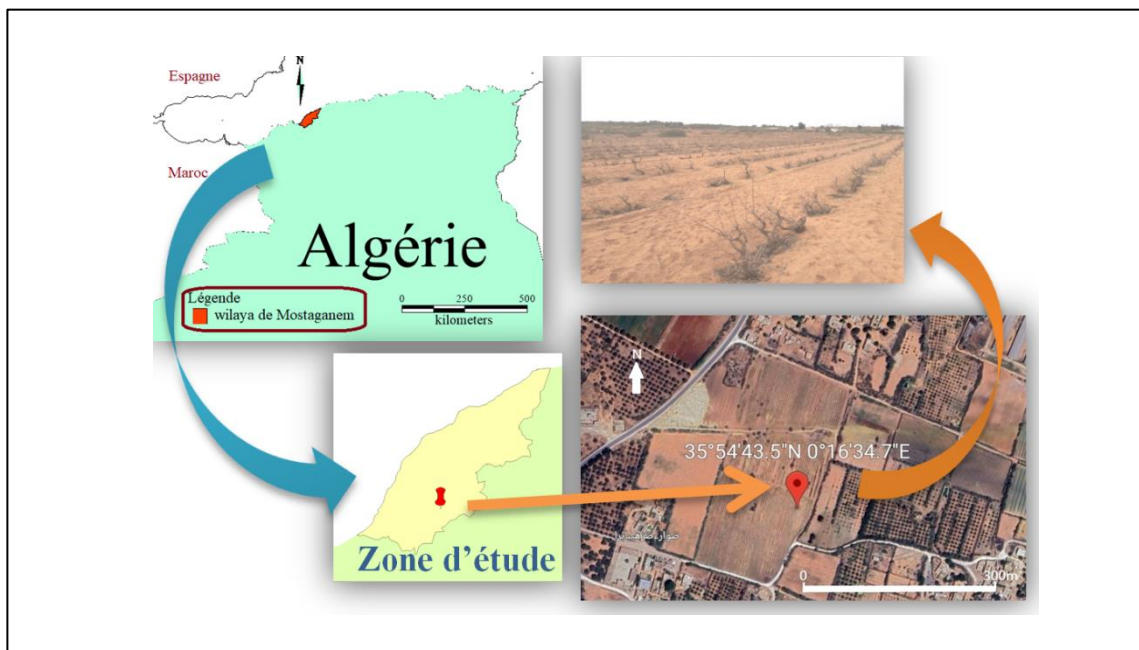 Espagne
N
Maroc
Algérie
Légende
wilaya de Mostaganem
0 250 500
kilometers
Zone d’étude
N
35°54'43.5"N 0°16'34.7"E
0 300m